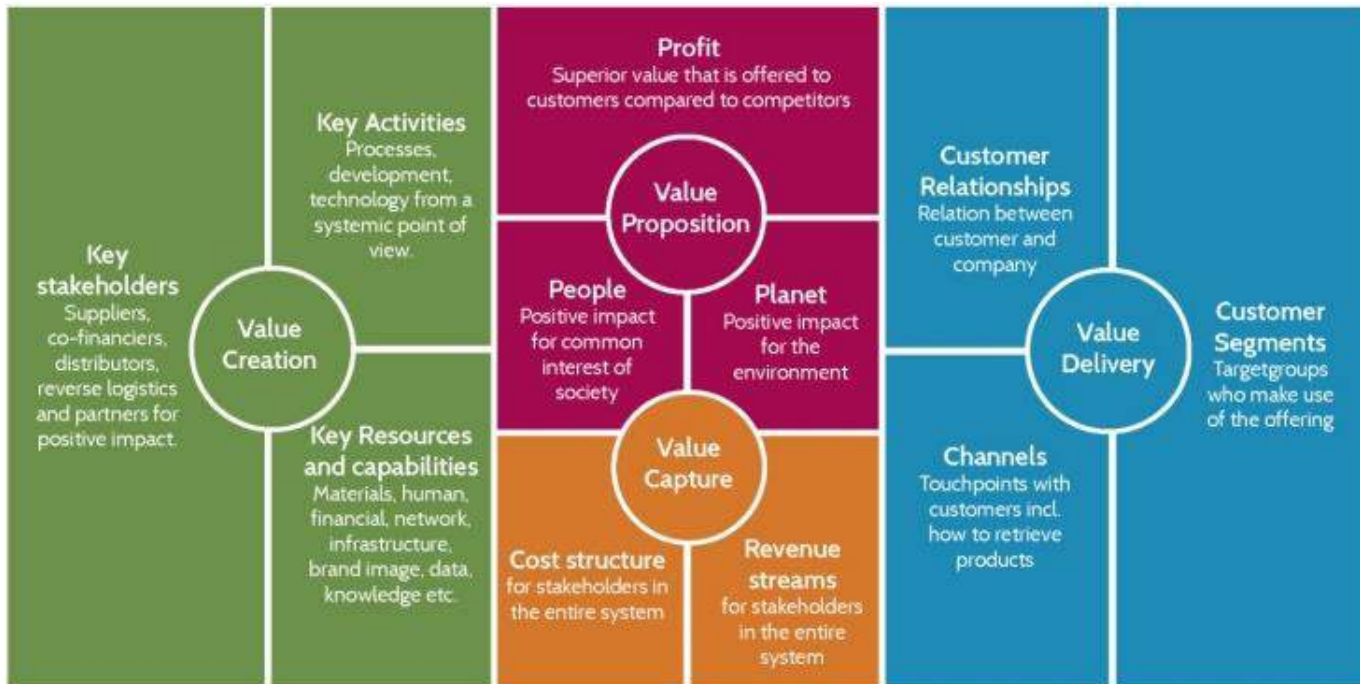 Key
stakeholders
Suppliers,
co-financiers,
distributors,
reverse logistics
and partners for
positive impact.
Value
Creation
Key Activities
Processes,
development,
technology from a
systemic point of
view.
Key Resources
and capabilities
Materials, human,
financial, network,
infrastructure,
brand image, data,
knowledge etc.
Profit
Superior value that is offered to
customers compared to competitors
Value
Proposition
People
Positive impact
for common
interest of
society
Planet
Positive impact
for the
environment
Value
Capture
Cost structure
for stakeholders in
the entire system
Revenue
streams
for stakeholders
in the entire
system
Customer
Relationships
Relation between
customer and
company
Value
Delivery
Channels
Touchpoints with
customers incl.
how to retrieve
products
Customer
Segments
Targetgroups
who make use
of the offering